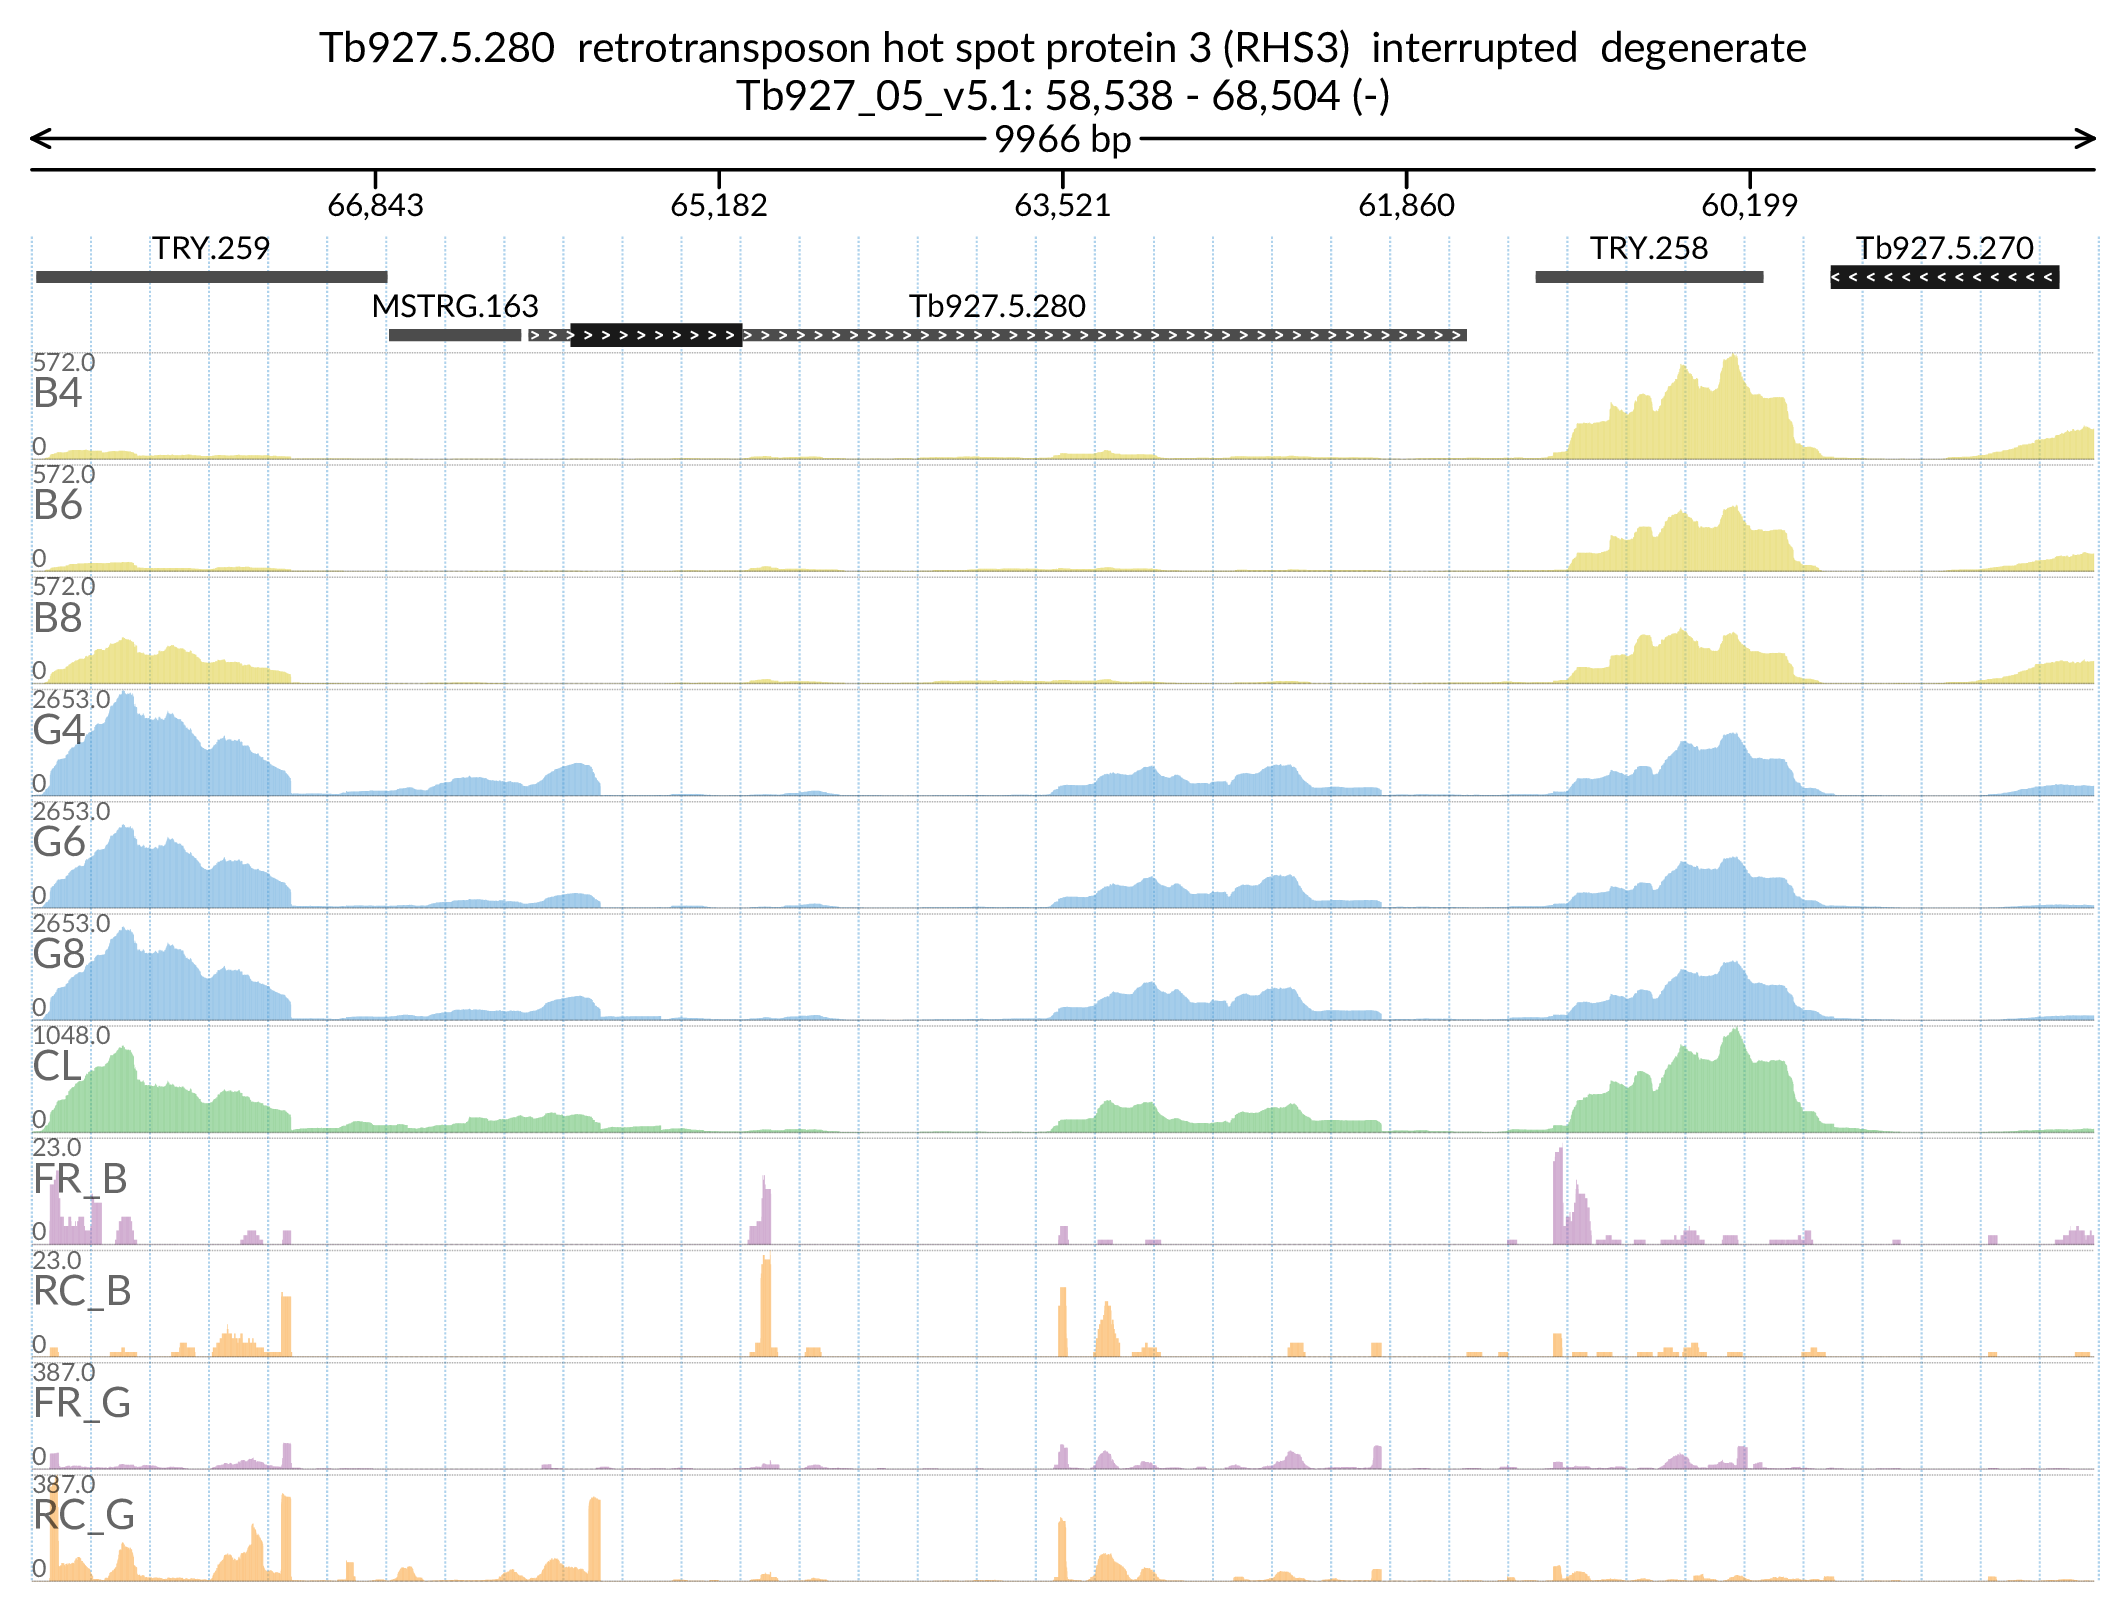 Tb927.5.280 retrotransposon hot spot protein 3 (RHS3) interrupted degenerate
Tb927_05_v5.1: 58,538 - 68,504 (-)
9966 bp
66,843 65,182 63,521 61,860 60,199
TRY.259 TRY.258 Tb927.5.270
MSTRG.163 Tb927.5.280
572.0
B4
0
572.0
B6
0
572.0
B8
0
2653.0
G4
0
2653.0
G6
0
2653.0
G8
0
1048.0
CL
0
23.0
FR_B
0
23.0
RC_B
0
387.0
FR_G
0
387.0
RC_G
0